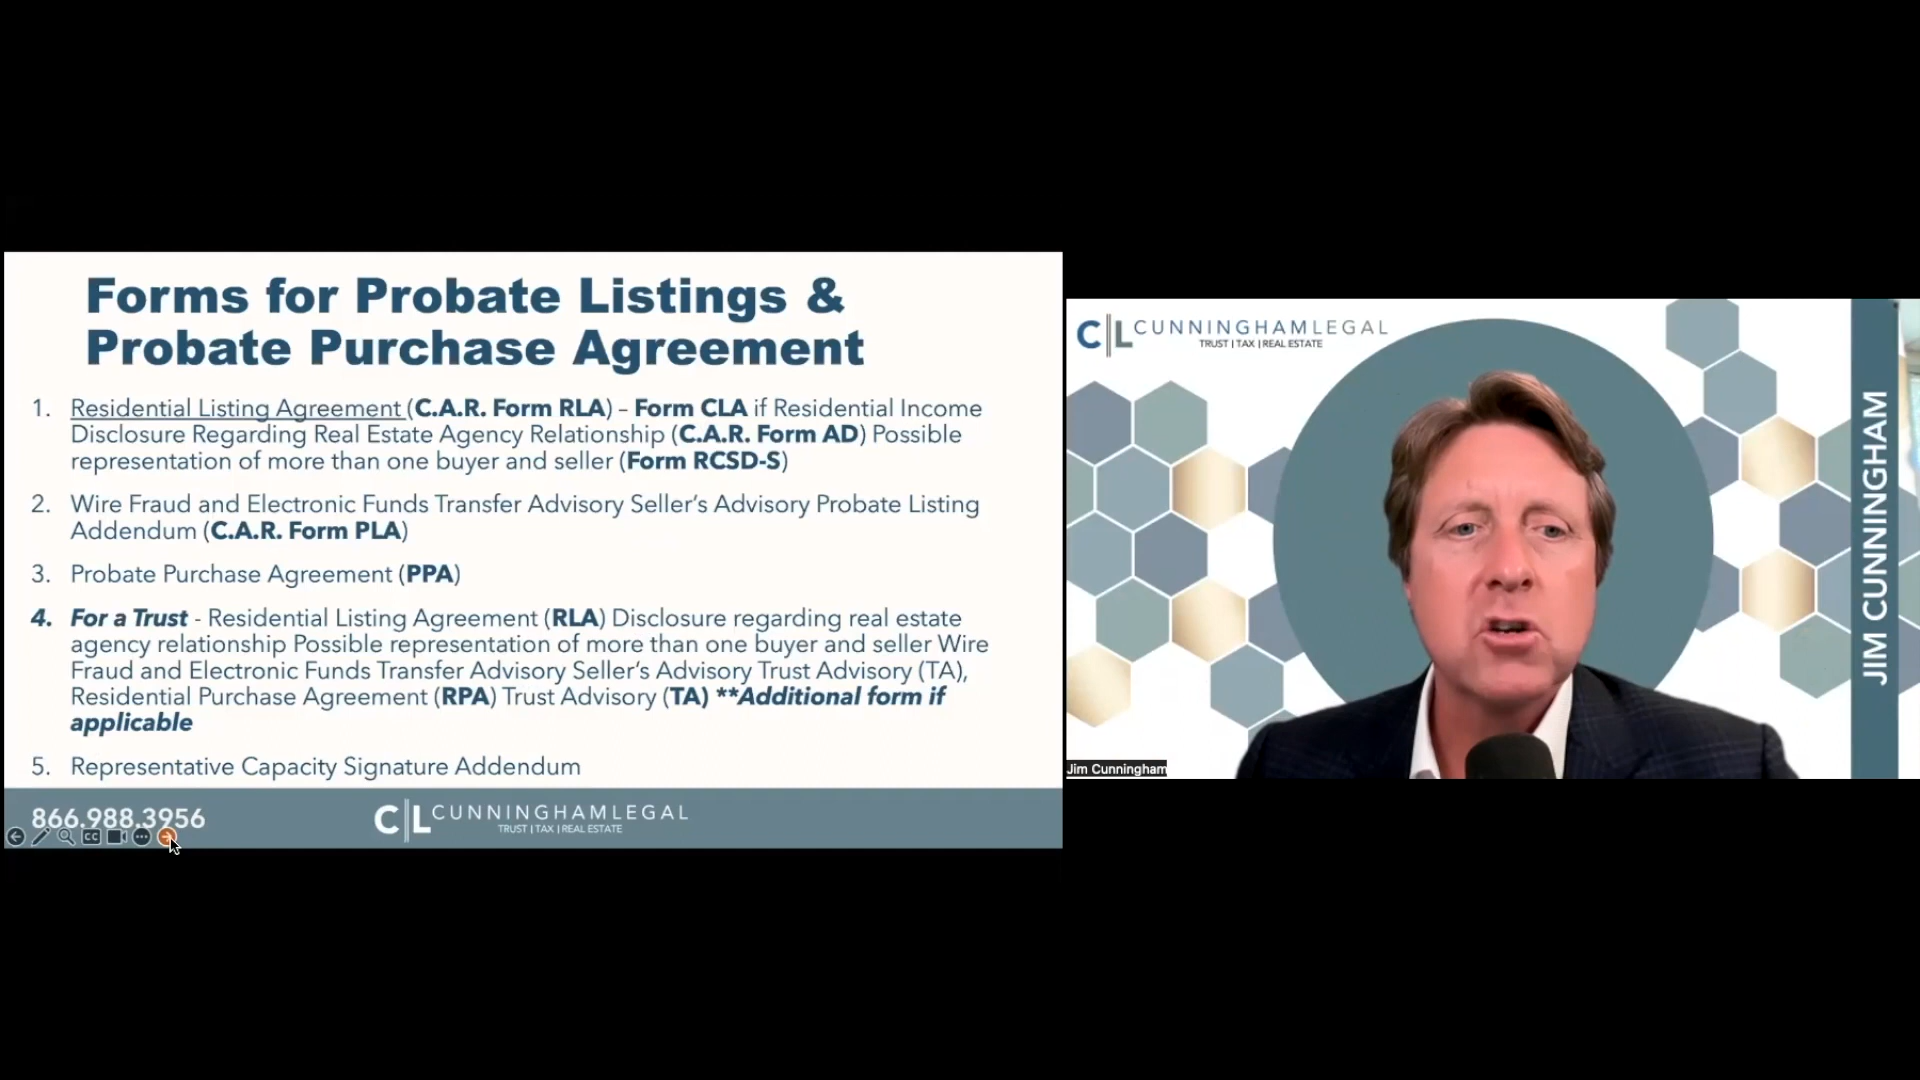 Forms for Probate Listings &
Probate Purchase Agreement
1. Residential Listing Agreement (C.A.R. Form RLA) – Form CLA if Residential Income
Disclosure Regarding Real Estate Agency Relationship (C.A.R. Form AD) Possible
representation of more than one buyer and seller (Form RCSD-S)
2. Wire Fraud and Electronic Funds Transfer Advisory Seller's Advisory Probate Listing
Addendum (C.A.R. Form PLA)
3. Probate Purchase Agreement (PPA)
4. For a Trust - Residential Listing Agreement (RLA) Disclosure regarding real estate
agency relationship Possible representation of more than one buyer and seller Wire
Fraud and Electronic Funds Transfer Advisory Seller's Advisory Trust Advisory (TA),
Residential Purchase Agreement (RPA) Trust Advisory (TA) **Additional form if
applicable
5. Representative Capacity Signature Addendum
866.988.3956
CL CUNNINGHAMLEGAL
TRUST | TAX | REAL ESTATE
CC
CL CUNNINGHAMLEGAL
TRUST | TAX | REAL ESTATE
JIM CUNNINGHAM
Jim Cunningham